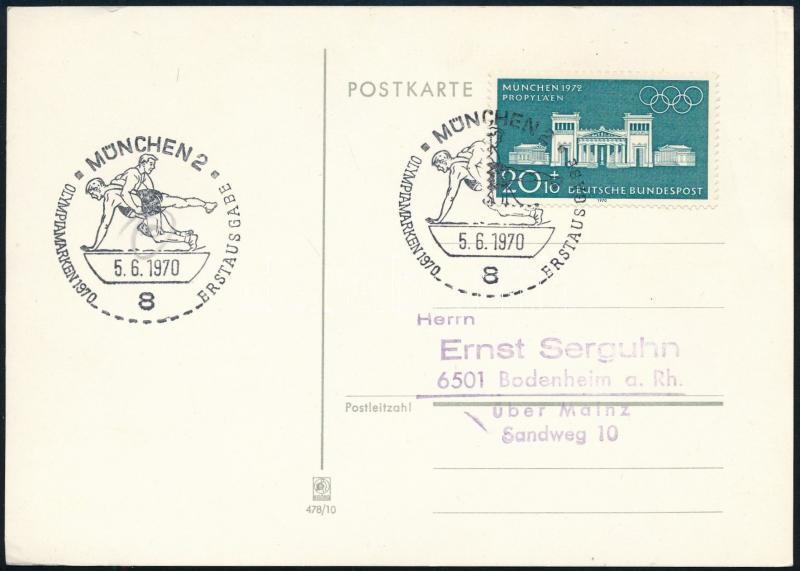 POSTKARTE
MÜNCHEN 1972
PROPYLÄEN
20+10 DEUTSCHE BUNDESPOST
1970
MÜNCHEN 2
OLYMPIAMARKEN 1970
ERSTAUSGABE
5.6.1970
8
MÜNCHEN 2
OLYMPIAMARKEN 1970
ERSTAUSGABE
5.6.1970
8
Herrn
Ernst Serguhn
6501 Bodenheim a. Rh.
Postleitzahl
über Mainz
Sandweg 10
478/10